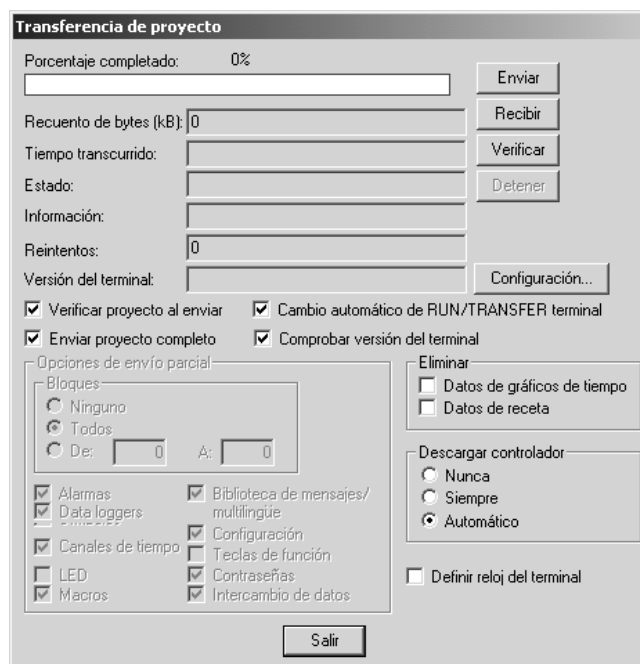 Transferencia de proyecto
Porcentaje completado: 0%
Enviar
Recuento de bytes (kB): 0
Recibir
Tiempo transcurrido:
Verificar
Estado:
Detener
Información:
Reintentos: 0
Versión del terminal:
Configuración...
Verificar proyecto al enviar
Cambio automático de RUN/TRANSFER terminal
Enviar proyecto completo
Comprobar versión del terminal
Opciones de envío parcial
Bloques
Ninguno
Todos
De: 0 A: 0
Alarmas
Data loggers
Canales de tiempo
LED
Macros
Biblioteca de mensajes/
multilingüe
Configuración
Teclas de función
Contraseñas
Intercambio de datos
Eliminar
Datos de gráficos de tiempo
Datos de receta
Descargar controlador
Nunca
Siempre
Automático
Definir reloj del terminal
Salir